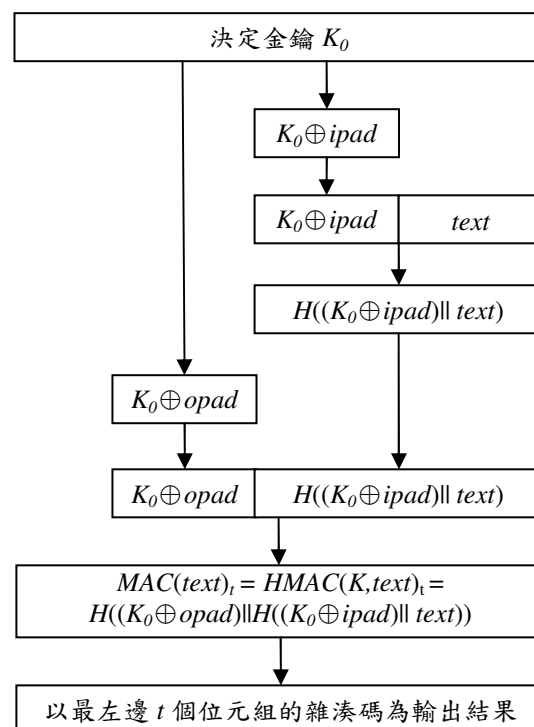 決定金鑰 K₀
K₀⊕ipad
K₀⊕ipad text
H((K₀⊕ipad)|| text)
K₀⊕opad
K₀⊕opad H((K₀⊕ipad)|| text)
MAC(text)ₜ = HMAC(K,text)ₜ =
H((K₀⊕opad)||H((K₀⊕ipad)|| text))
以最左邊 t 個位元組的雜湊碼為輸出結果